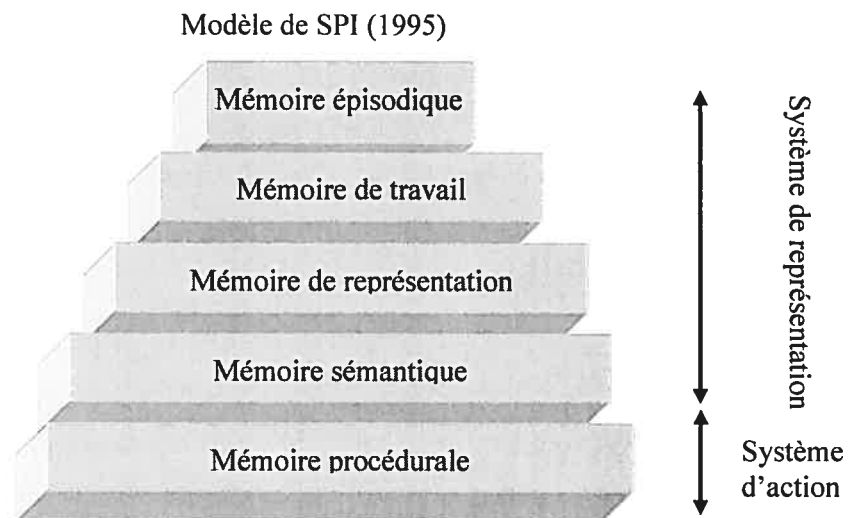 Modèle de SPI (1995)
Mémoire épisodique
Mémoire de travail
Mémoire de représentation
Mémoire sémantique
Mémoire procédurale
Système de représentation
Système
d'action